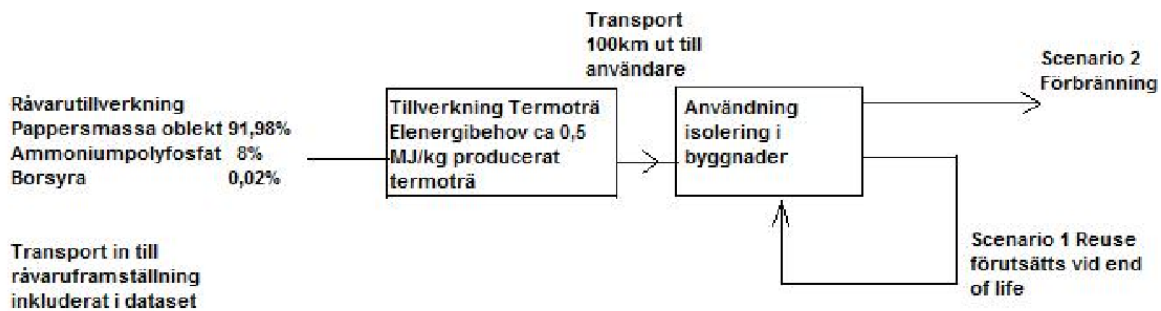 Råvarutillverkning
Pappersmassa oblekt 91,98%
Ammoniumpolyfosfat 8%
Borsyra 0,02%
Transport in till
råvaruframställning
inkluderat i dataset
Tillverkning Termoträ
Elenergibehov ca 0,5
MJ/kg producerat
termoträ
Transport
100km ut till
användare
Användning
isolering i
byggnader
Scenario 2
Förbränning
Scenario 1 Reuse
förutsätts vid end
of life